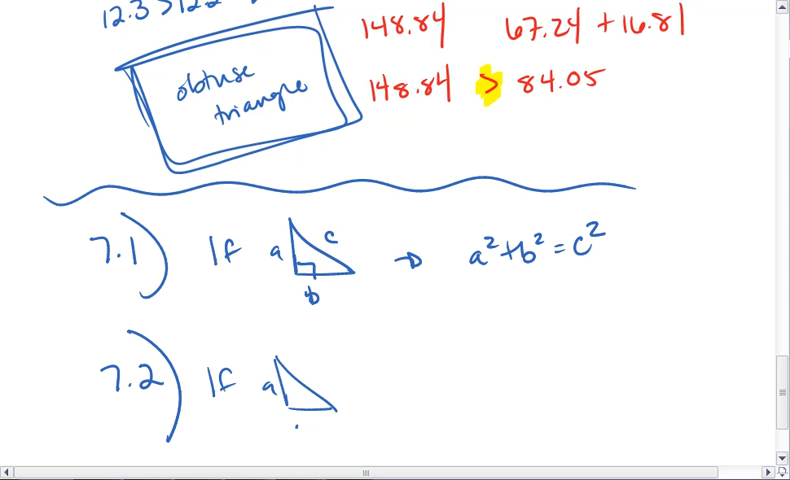 148.84 67.24 + 16.81
obtuse
triangle
148.84 > 84.05
7.1) If a c b → a² + b² = c²
7.2) If a